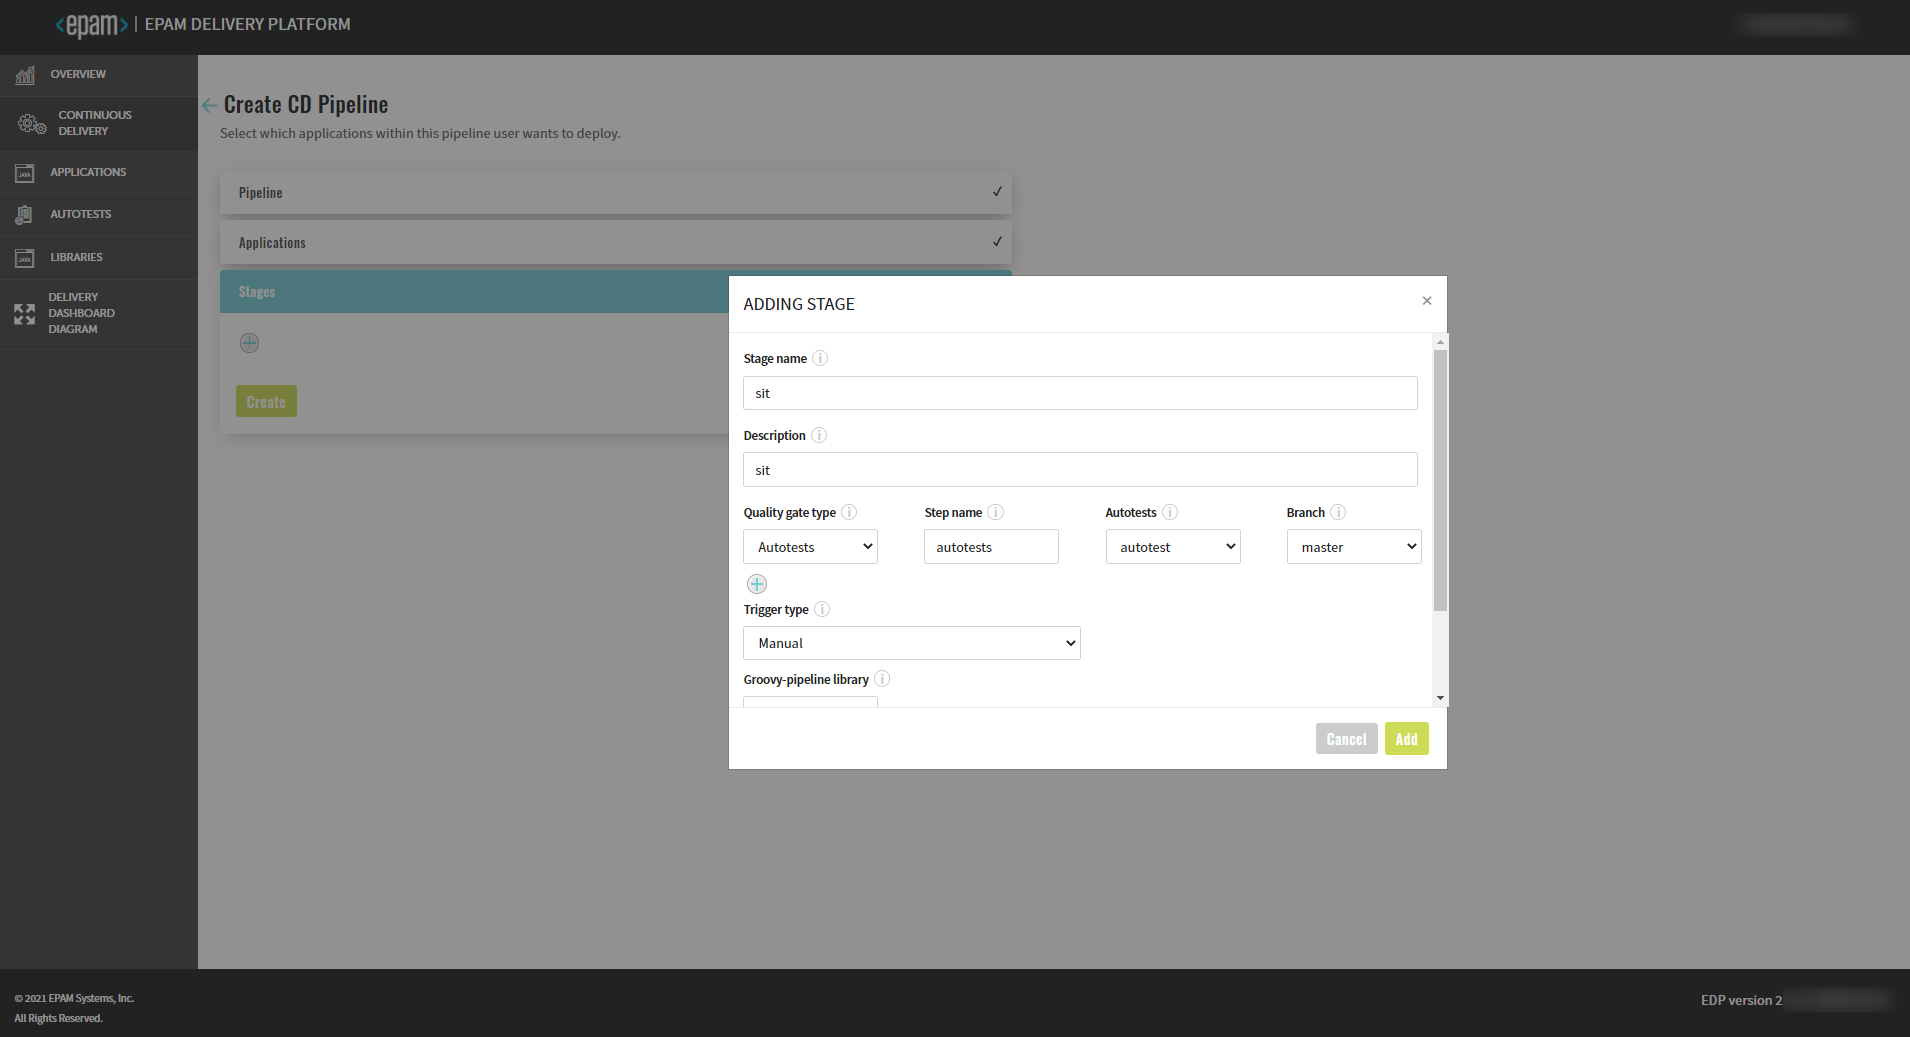 <epam> | EPAM DELIVERY PLATFORM
OVERVIEW
CONTINUOUS
DELIVERY
APPLICATIONS
AUTOTESTS
LIBRARIES
DELIVERY
DASHBOARD
DIAGRAM
Create CD Pipeline
Select which applications within this pipeline user wants to deploy.
Pipeline
Applications
Stages
Create
ADDING STAGE
Stage name
sit
Description
sit
Quality gate type Step name Autotests Branch
Autotests autotests autotest master
Trigger type
Manual
Groovy-pipeline library
Cancel Add
© 2021 EPAM Systems, Inc.
All Rights Reserved.
EDP version 2